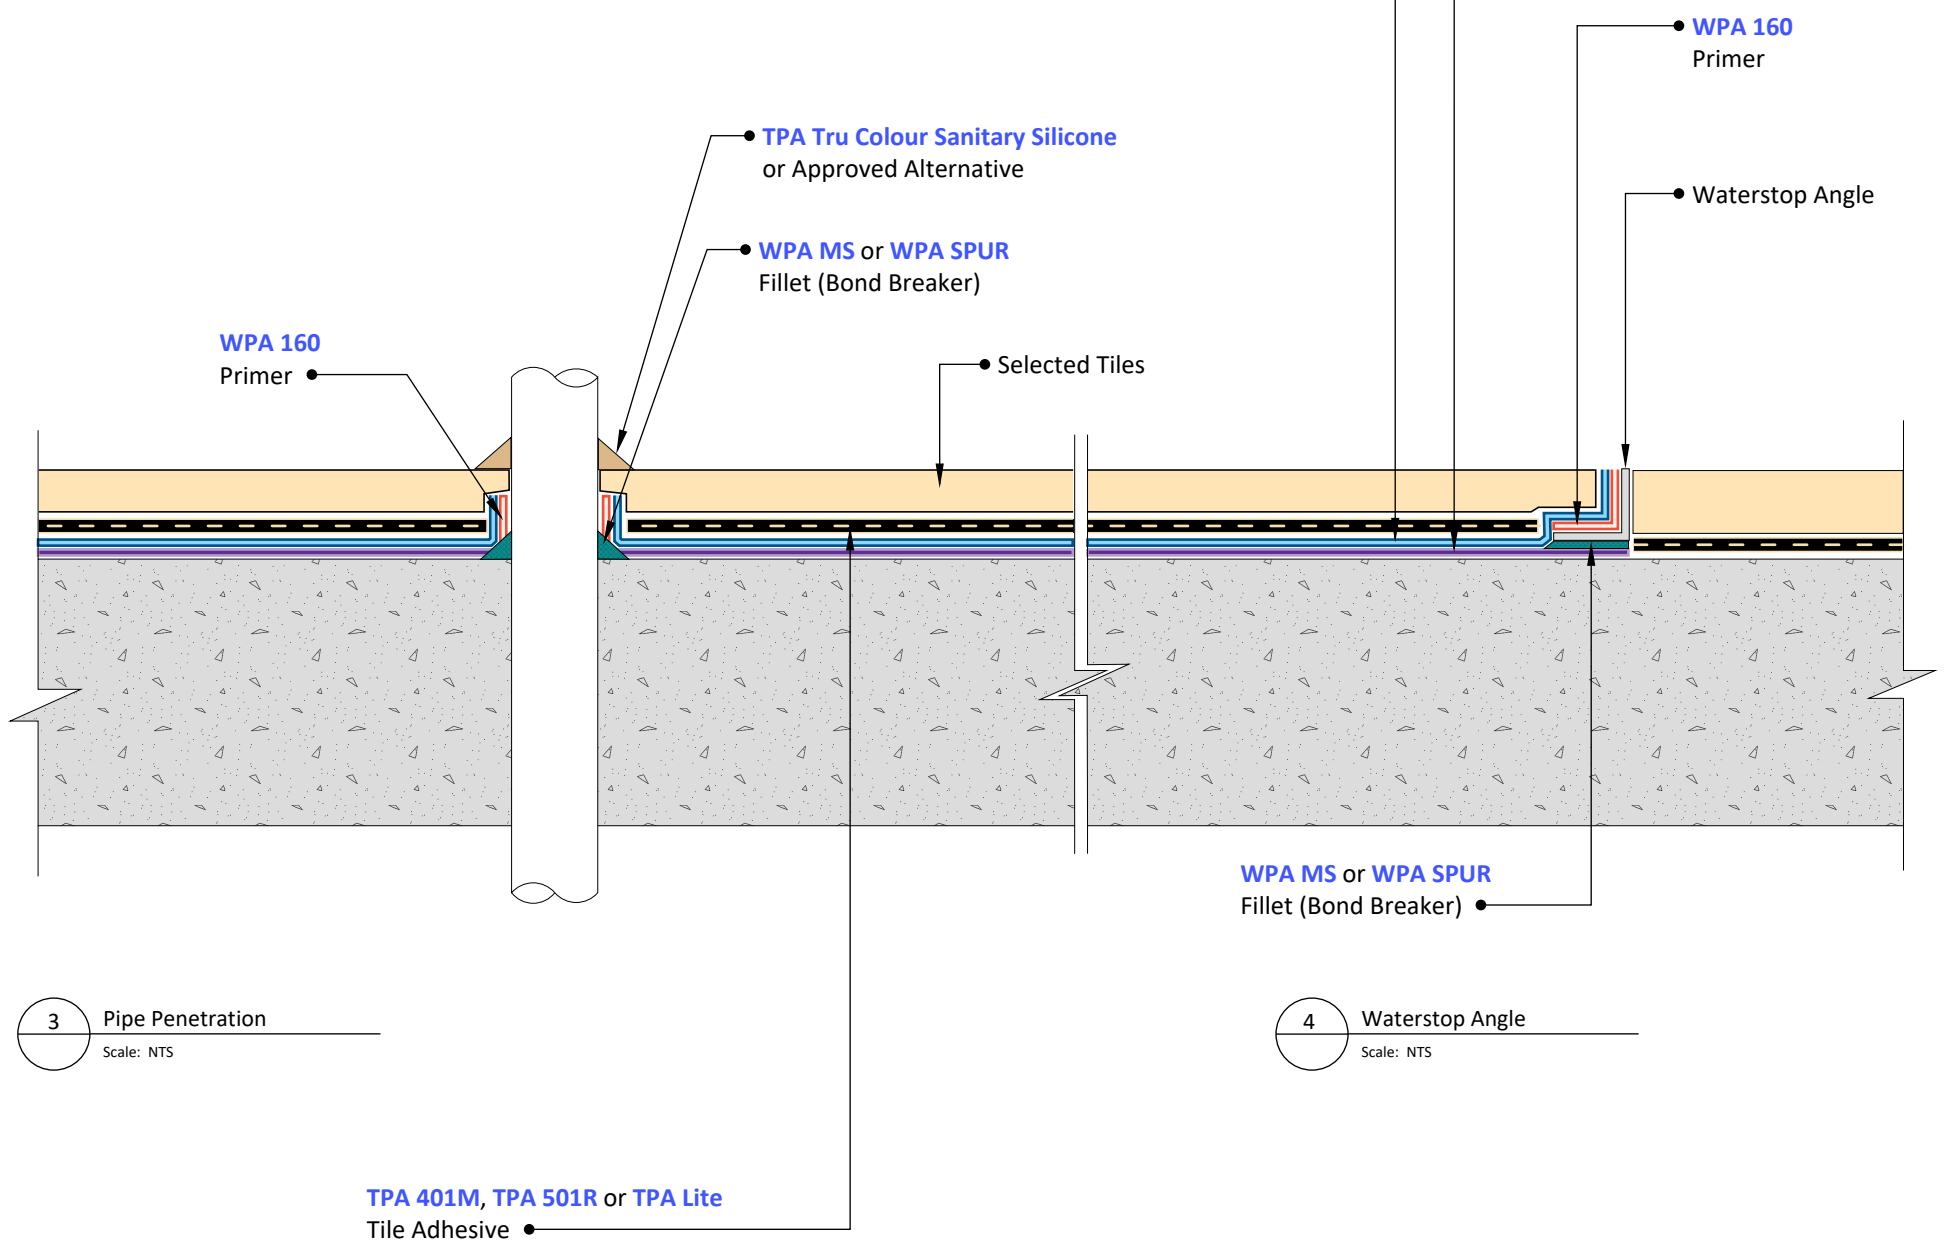 WPA 160
Primer
TPA Tru Colour Sanitary Silicone
or Approved Alternative
Waterstop Angle
WPA MS or WPA SPUR
Fillet (Bond Breaker)
WPA 160
Primer
Selected Tiles
WPA MS or WPA SPUR
Fillet (Bond Breaker)
3
Pipe Penetration
Scale: NTS
4
Waterstop Angle
Scale: NTS
TPA 401M, TPA 501R or TPA Lite
Tile Adhesive